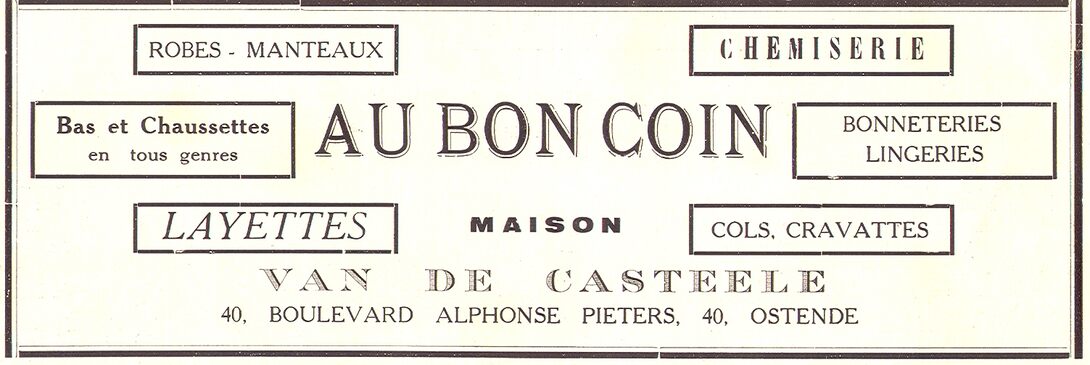 ROBES - MANTEAUX
CHEMISERIE
Bas et Chaussettes
en tous genres
AU BON COIN
BONNETERIES
LINGERIES
LAYETTES
MAISON
COLS, CRAVATTES
VAN DE CASTEELE
40, BOULEVARD ALPHONSE PIETERS, 40, OSTENDE